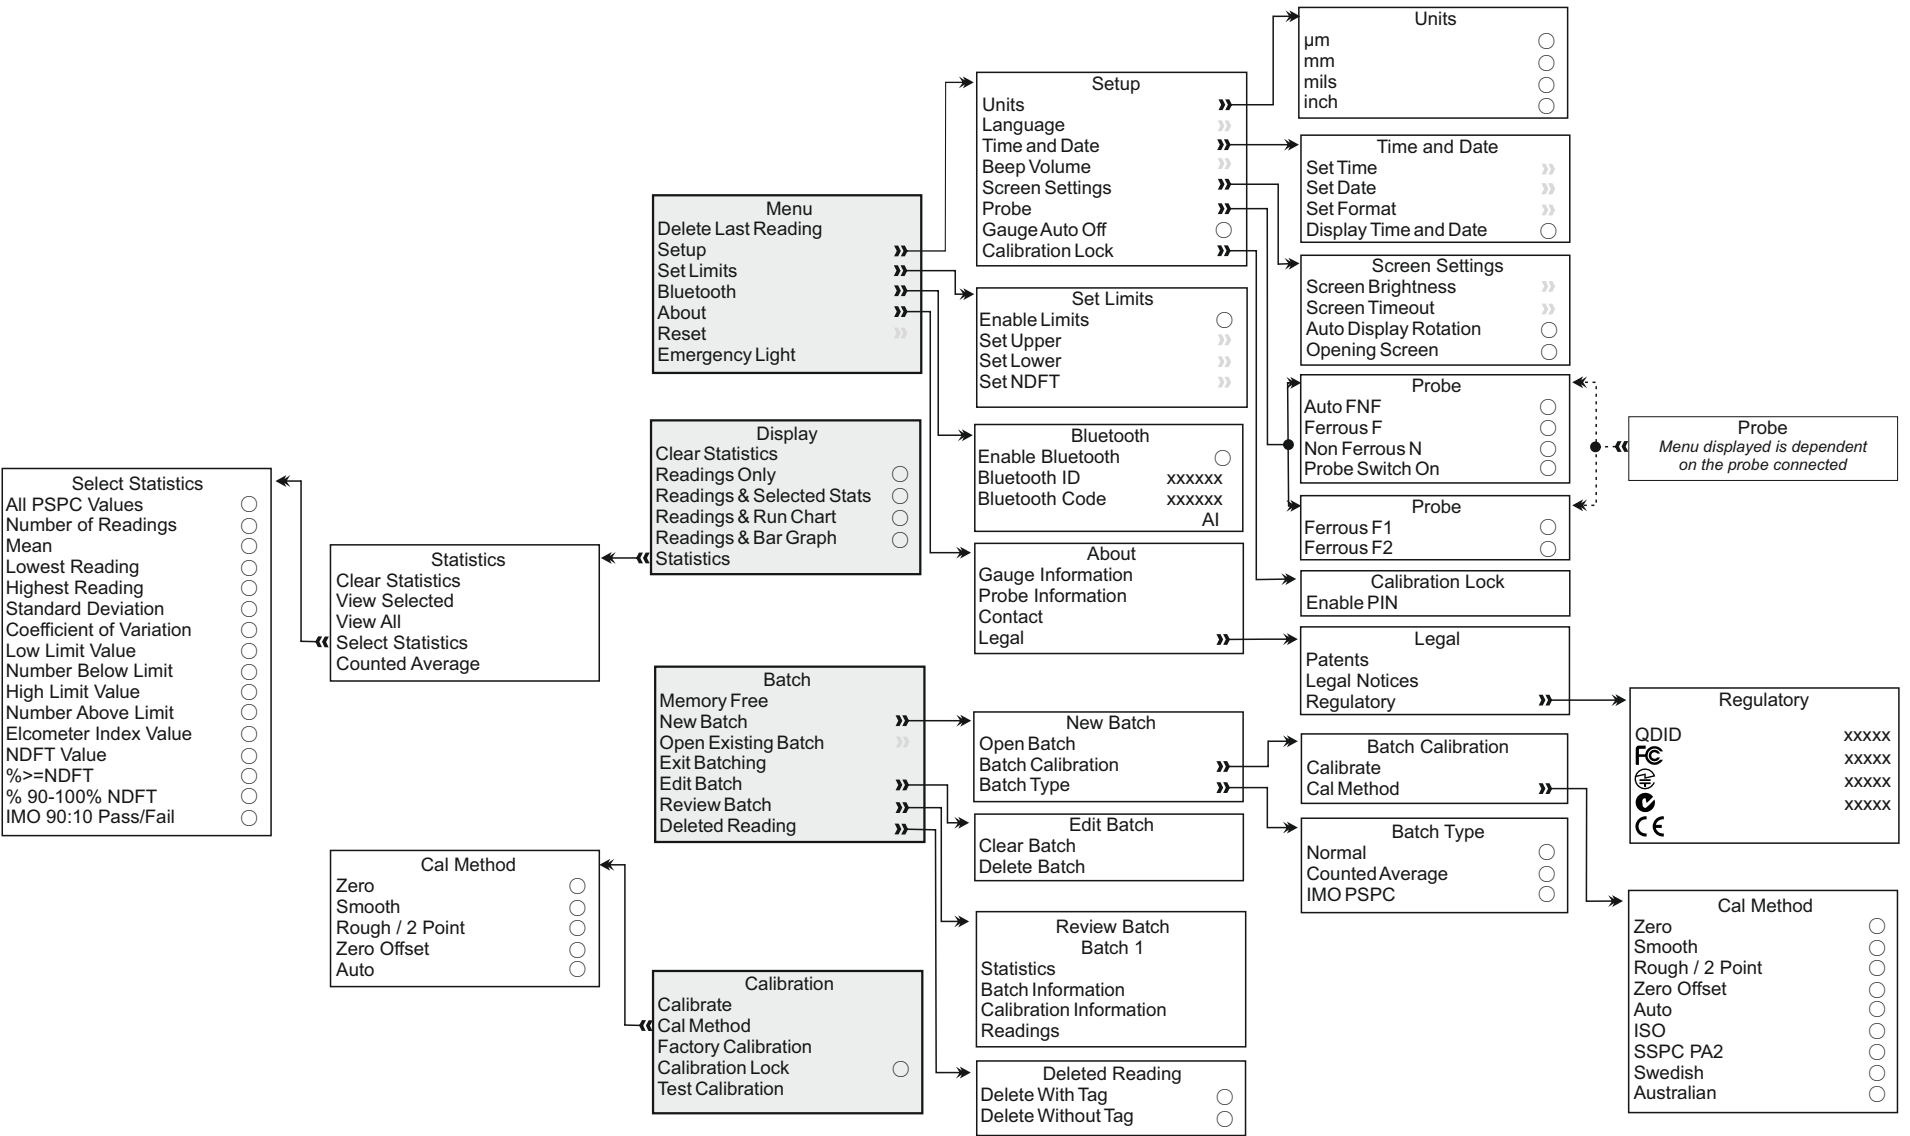 Units
µm
mm
mils
inch
Setup
Units
Language
Time and Date
Beep Volume
Screen Settings
Probe
Gauge Auto Off
Calibration Lock
Time and Date
Set Time
Set Date
Set Format
Display Time and Date
Menu
Delete Last Reading
Setup
Set Limits
Bluetooth
About
Reset
Emergency Light
Screen Settings
Screen Brightness
Screen Timeout
Auto Display Rotation
Opening Screen
Set Limits
Enable Limits
Set Upper
Set Lower
Set NDFT
Probe
Auto FNF
Ferrous F
Non Ferrous N
Probe Switch On
Probe
Menu displayed is dependent
on the probe connected
Display
Clear Statistics
Readings Only
Readings & Selected Stats
Readings & Run Chart
Readings & Bar Graph
Statistics
Bluetooth
Enable Bluetooth
Bluetooth ID xxxxxx
Bluetooth Code xxxxxx
AI
Probe
Ferrous F1
Ferrous F2
Select Statistics
All PSPC Values
Number of Readings
Mean
Lowest Reading
Highest Reading
Standard Deviation
Coefficient of Variation
Low Limit Value
Number Below Limit
High Limit Value
Number Above Limit
Elcometer Index Value
NDFT Value
%>=NDFT
% 90-100% NDFT
IMO 90:10 Pass/Fail
Statistics
Clear Statistics
View Selected
View All
Select Statistics
Counted Average
About
Gauge Information
Probe Information
Contact
Legal
Calibration Lock
Enable PIN
Legal
Patents
Legal Notices
Regulatory
Batch
Memory Free
New Batch
Open Existing Batch
Exit Batching
Edit Batch
Review Batch
Deleted Reading
New Batch
Open Batch
Batch Calibration
Batch Type
Regulatory
QDID xxxxx
FC xxxxx
xxxxx
xxxxx
CE
Batch Calibration
Calibrate
Cal Method
Edit Batch
Clear Batch
Delete Batch
Batch Type
Normal
Counted Average
IMO PSPC
Cal Method
Zero
Smooth
Rough / 2 Point
Zero Offset
Auto
Review Batch
Batch 1
Statistics
Batch Information
Calibration Information
Readings
Cal Method
Zero
Smooth
Rough / 2 Point
Zero Offset
Auto
ISO
SSPC PA2
Swedish
Australian
Calibration
Calibrate
Cal Method
Factory Calibration
Calibration Lock
Test Calibration
Deleted Reading
Delete With Tag
Delete Without Tag